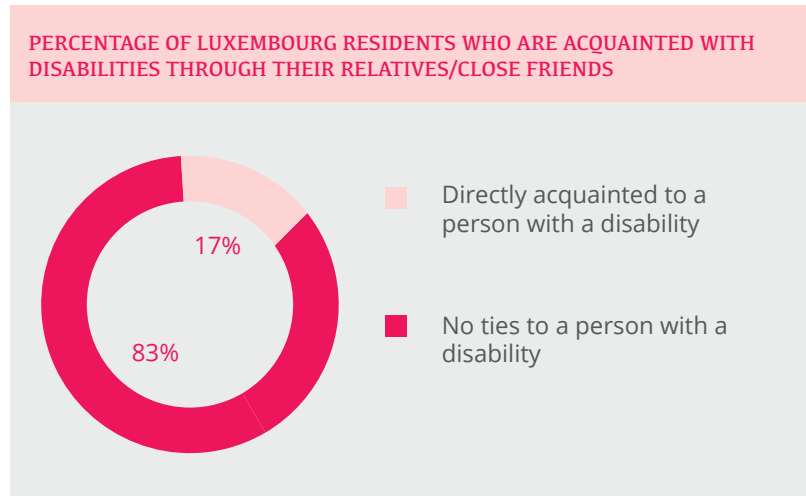 PERCENTAGE OF LUXEMBOURG RESIDENTS WHO ARE ACQUAINTED WITH
DISABILITIES THROUGH THEIR RELATIVES/CLOSE FRIENDS
17%
83%
Directly acquainted to a
person with a disability
No ties to a person with a
disability